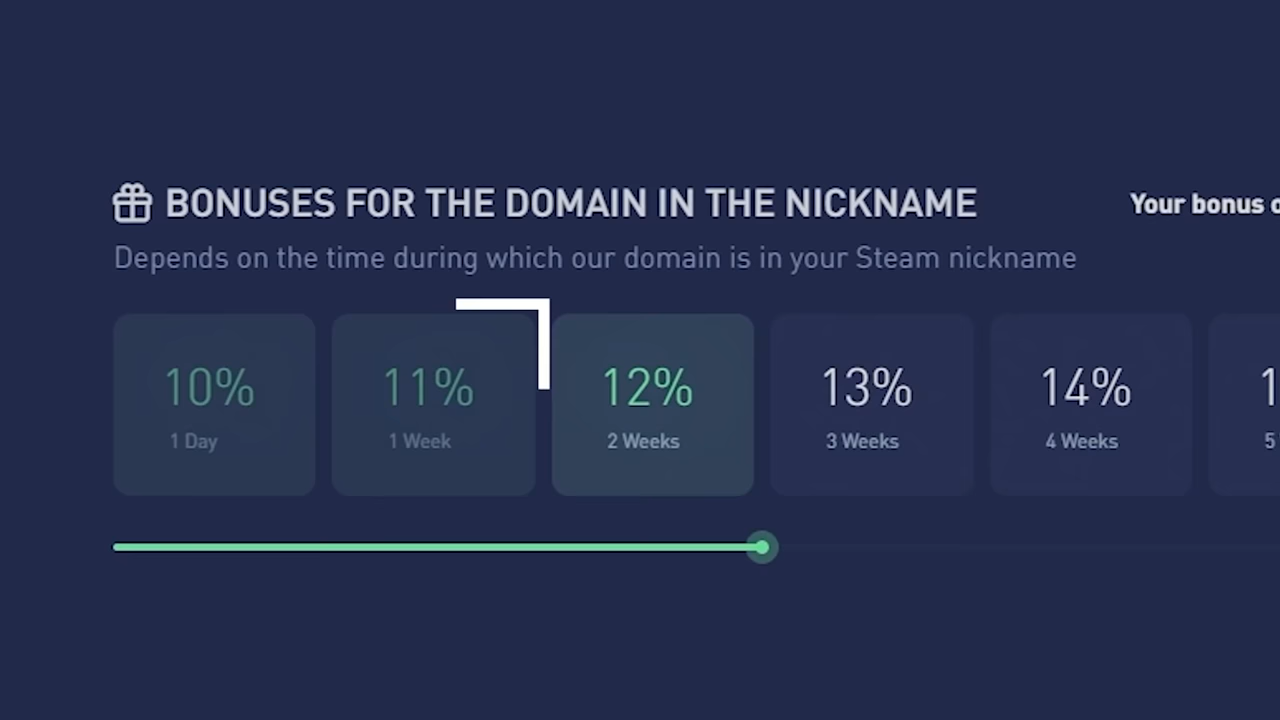 BONUSES FOR THE DOMAIN IN THE NICKNAME
Your bonus
Depends on the time during which our domain is in your Steam nickname
10% 11% 12% 13% 14%
1 Day 1 Week 2 Weeks 3 Weeks 4 Weeks 5